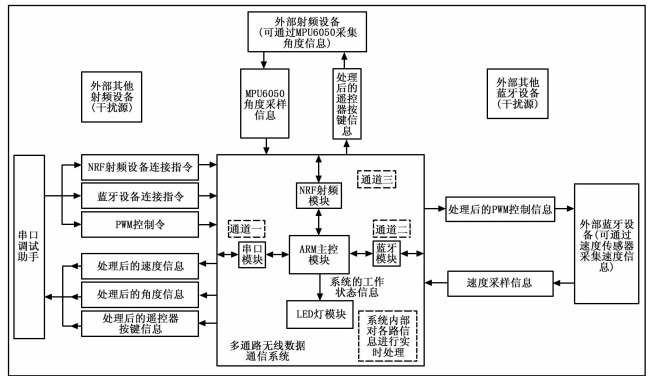 外部射频设备
(可通过MPU6050采集
角度信息)
外部其他
射频设备
(干扰源)
MPU6050
角度采样
信息
处理
后的
遥控
器按
键信
息
外部其他
蓝牙设备
(干扰源)
串口
调试
助手
NRF射频设备连接指令
蓝牙设备连接指令
PWM控制令
处理后的速度信息
处理后的角度信息
处理后的遥控器
按键信息
通道三
NRF射频
模块
通道一
串口
模块
ARM主控
模块
通道二
蓝牙
模块
系统的工作
状态信息
LED灯模块
系统内部
对各路信
息进行实
时处理
多通路无线数据
通信系统
处理后的PWM控制信息
速度采样信息
外部蓝牙设
备(可通过
速度传感器
采集速度信
息)